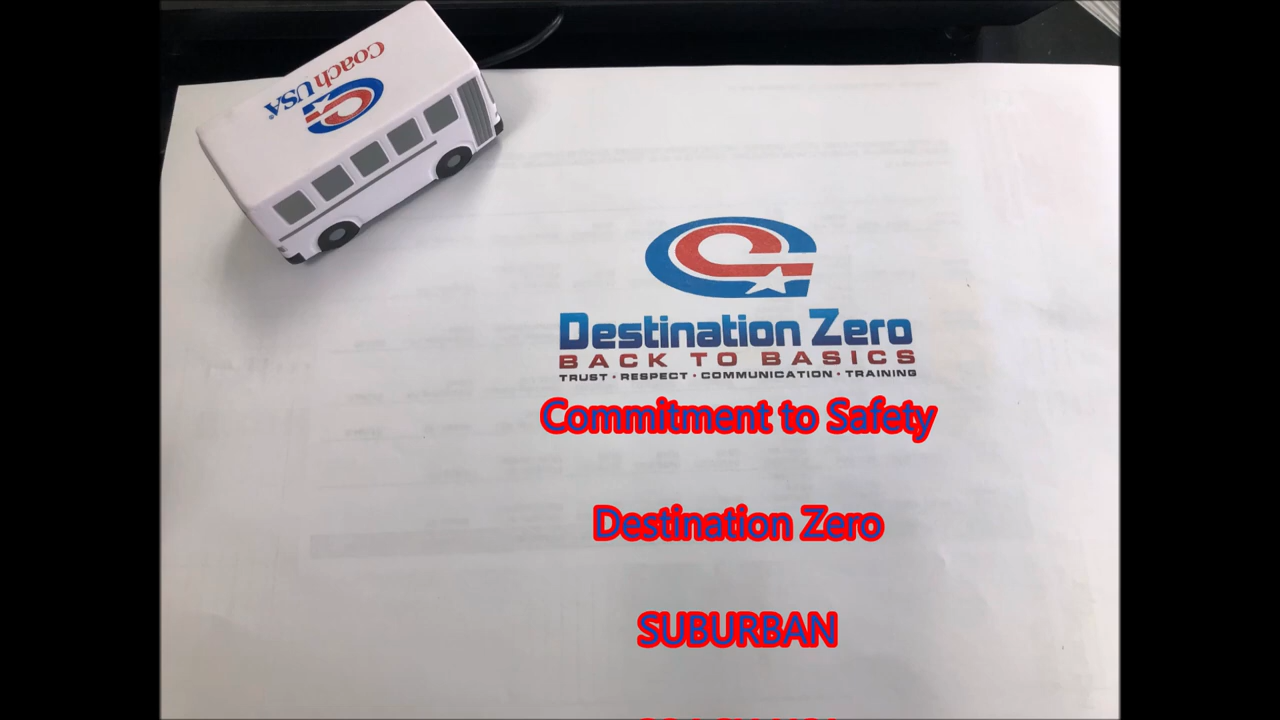 Coach USA
Destination Zero
BACK TO BASICS
TRUST · RESPECT · COMMUNICATION · TRAINING
Commitment to Safety
Destination Zero
SUBURBAN